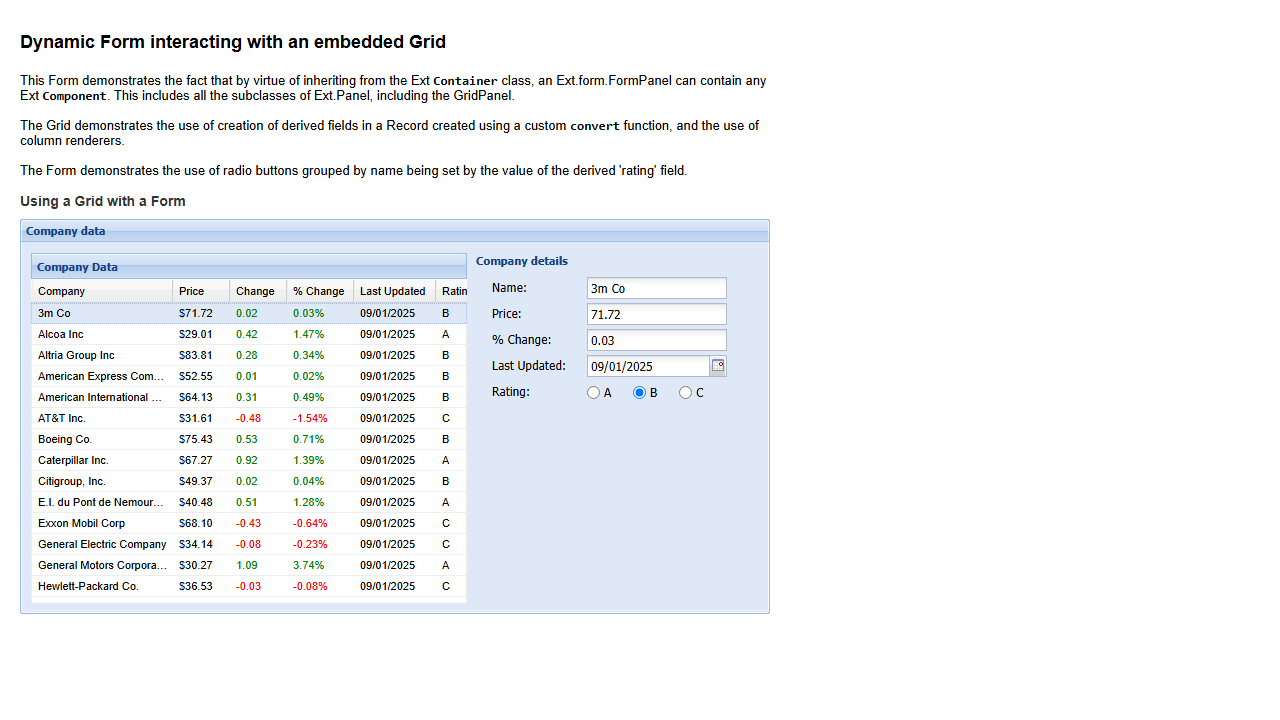 Dynamic Form interacting with an embedded Grid
This Form demonstrates the fact that by virtue of inheriting from the Ext Container class, an Ext.form.FormPanel can contain any
Ext Component. This includes all the subclasses of Ext.Panel, including the GridPanel.
The Grid demonstrates the use of creation of derived fields in a Record created using a custom convert function, and the use of
column renderers.
The Form demonstrates the use of radio buttons grouped by name being set by the value of the derived 'rating' field.
Using a Grid with a Form
Company data
Company Data
Company Price Change % Change Last Updated Ratin
3m Co $71.72 0.02 0.03% 09/01/2025 B
Alcoa Inc $29.01 0.42 1.47% 09/01/2025 A
Altria Group Inc $83.81 0.28 0.34% 09/01/2025 B
American Express Com... $52.55 0.01 0.02% 09/01/2025 B
American International ... $64.13 0.31 0.49% 09/01/2025 B
AT&T Inc. $31.61 -0.48 -1.54% 09/01/2025 C
Boeing Co. $75.43 0.53 0.71% 09/01/2025 B
Caterpillar Inc. $67.27 0.92 1.39% 09/01/2025 A
Citigroup, Inc. $49.37 0.02 0.04% 09/01/2025 B
E.I. du Pont de Nemour... $40.48 0.51 1.28% 09/01/2025 A
Exxon Mobil Corp $68.10 -0.43 -0.64% 09/01/2025 C
General Electric Company $34.14 -0.08 -0.23% 09/01/2025 C
General Motors Corpora... $30.27 1.09 3.74% 09/01/2025 A
Hewlett-Packard Co. $36.53 -0.03 -0.08% 09/01/2025 C
Company details
Name: 3m Co
Price: 71.72
% Change: 0.03
Last Updated: 09/01/2025
Rating: A B C